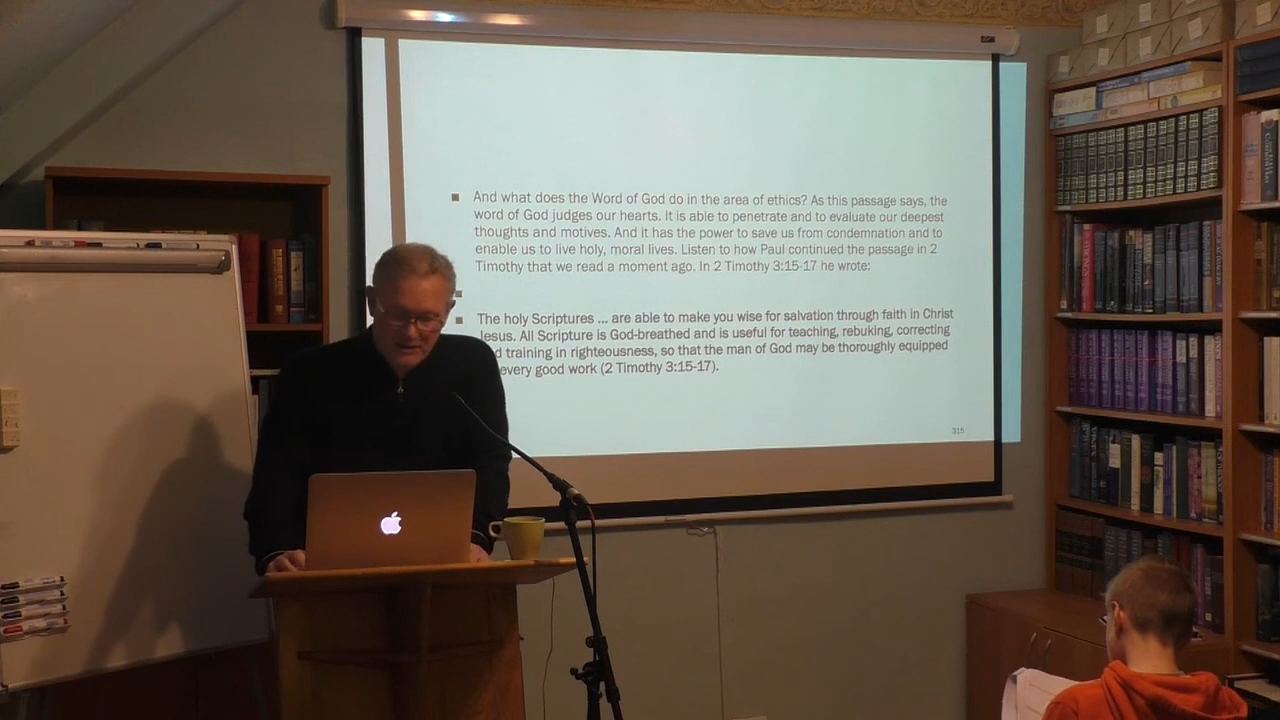 And what does the Word of God do in the area of ethics? As this passage says, the
word of God judges our hearts. It is able to penetrate and to evaluate our deepest
thoughts and motives. And it has the power to save us from condemnation and to
enable us to live holy, moral lives. Listen to how Paul continued the passage in 2
Timothy that we read a moment ago. In 2 Timothy 3:15-17 he wrote:
The holy Scriptures ... are able to make you wise for salvation through faith in Christ
Jesus. All Scripture is God-breathed and is useful for teaching, rebuking, correcting
d training in righteousness, so that the man of God may be thoroughly equipped
every good work (2 Timothy 3:15-17).
315